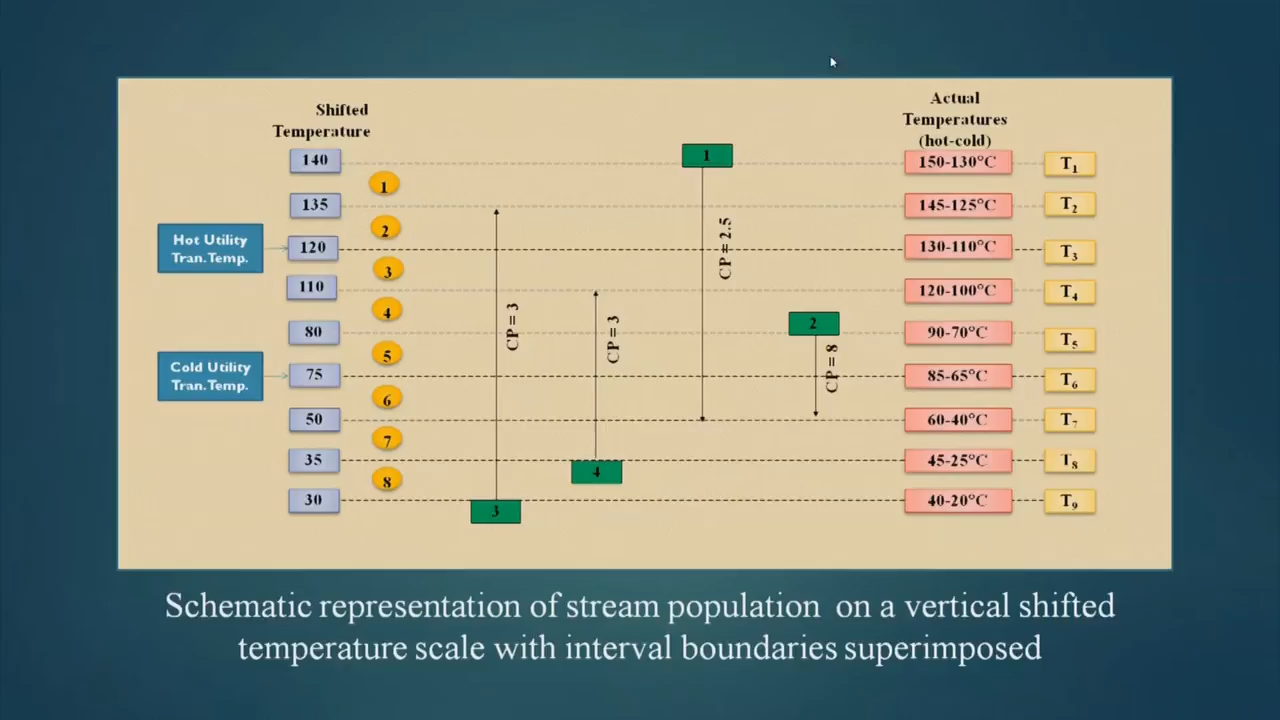 Shifted
Temperature
Actual
Temperatures
(hot-cold)
140
1
150-130°C
T₁
1
135
145-125°C
T₂
2
Hot Utility
Tran.Temp.
120
CP = 2.5
130-110°C
T₃
3
110
120-100°C
T₄
4
CP = 3
CP = 3
2
80
90-70°C
T₅
5
CP = 8
Cold Utility
Tran.Temp.
75
85-65°C
T₆
6
50
60-40°C
T₇
7
35
4
45-25°C
T₈
8
30
3
40-20°C
T₉
Schematic representation of stream population on a vertical shifted
temperature scale with interval boundaries superimposed